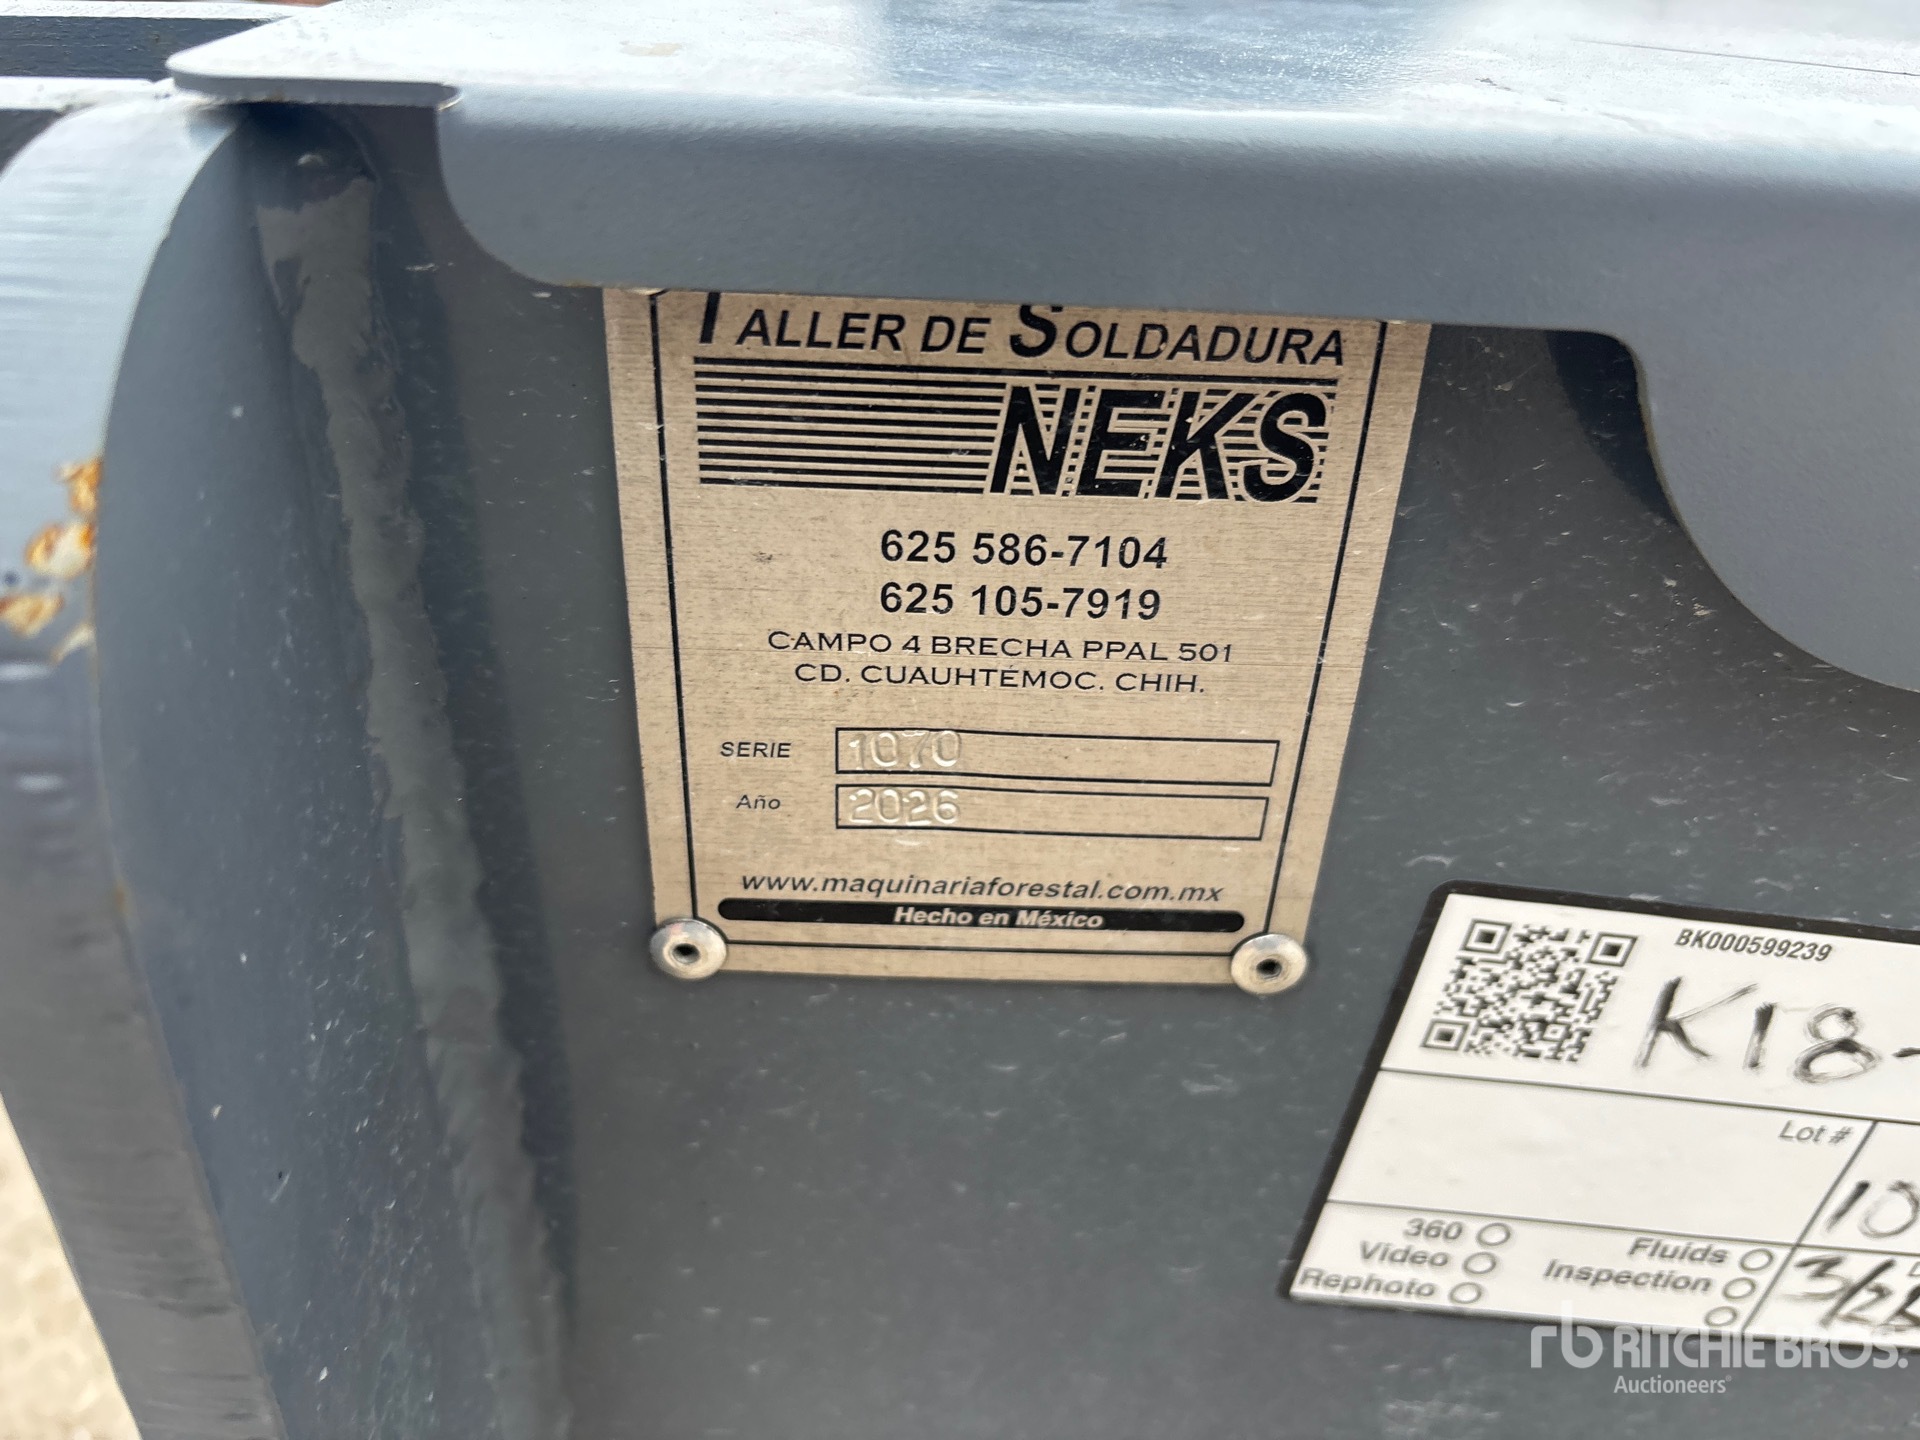 TALLER DE SOLDADURA
NEKS
625 586-7104
625 105-7919
CAMPO 4 BRECHA PPAL 501
CD. CUAUHTÉMOC. CHIH.
SERIE 1070
Año 2026
www.maquinariaforestal.com.mx
Hecho en México
BK000599239
K18-
Lot #
10
360
Video
Rephoto
Fluids
Inspection
rb RITCHIE BROS.
Auctioneers